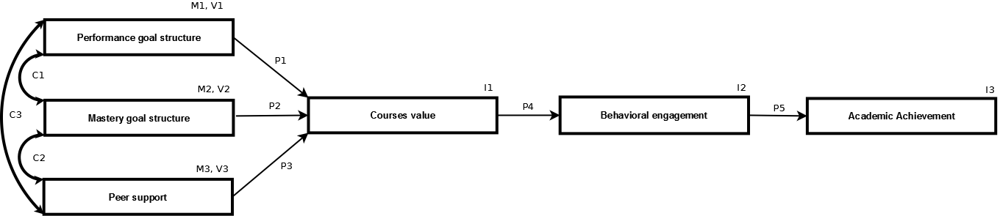 M1, V1
Performance goal structure
P1
C1
M2, V2
I1
I2
I3
Mastery goal structure
P2
Courses value
P4
Behavioral engagement
P5
Academic Achievement
C3
C2
M3, V3
P3
Peer support